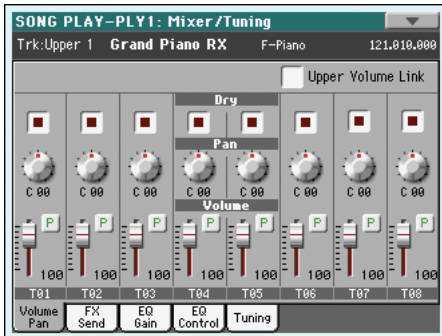 SONG PLAY-PLY1: Mixer/Tuning
Trk:Upper 1 Grand Piano RX F-Piano 121.010.000
Upper Volume Link
Dry
Pan
C 00 C 00 C 00 C 00 C 00 C 00 C 00 C 00
Volume
P P P P P P P P
100 100 100 100 100 100 100 100
T01 T02 T03 T04 T05 T06 T07 T08
Volume Pan FX Send EQ Gain EQ Control Tuning